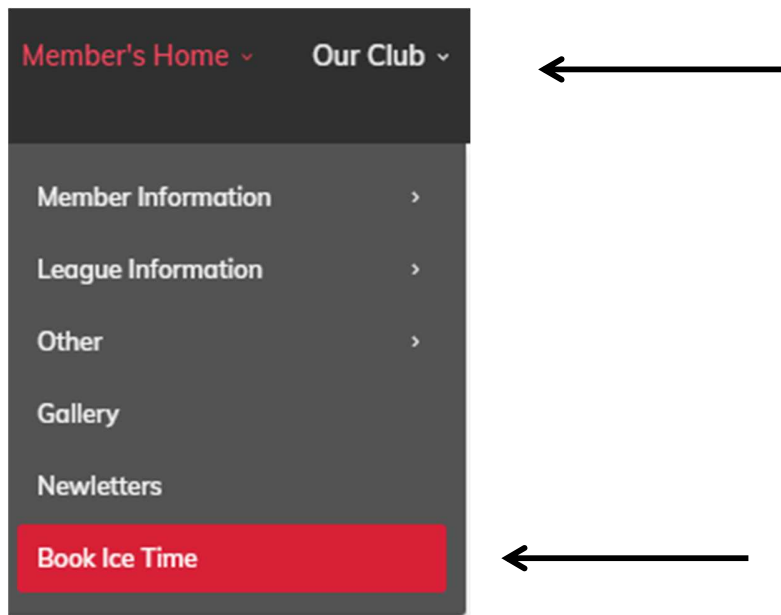 Member's Home Our Club
Member Information
League Information
Other
Gallery
Newletters
Book Ice Time